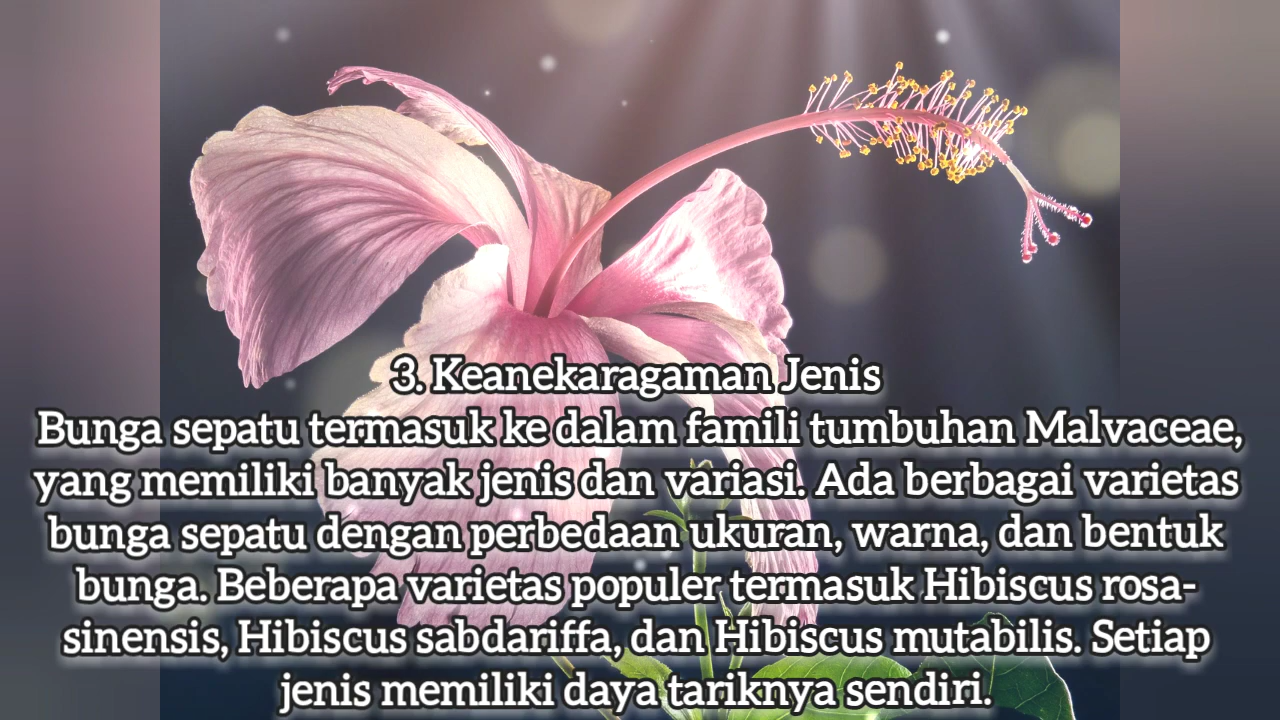 3. Keanekaragaman Jenis
Bunga sepatu termasuk ke dalam famili tumbuhan Malvaceae,
yang memiliki banyak jenis dan variasi. Ada berbagai varietas
bunga sepatu dengan perbedaan ukuran, warna, dan bentuk
bunga. Beberapa varietas populer termasuk Hibiscus rosa-
sinensis, Hibiscus sabdariffa, dan Hibiscus mutabilis. Setiap
jenis memiliki daya tariknya sendiri.